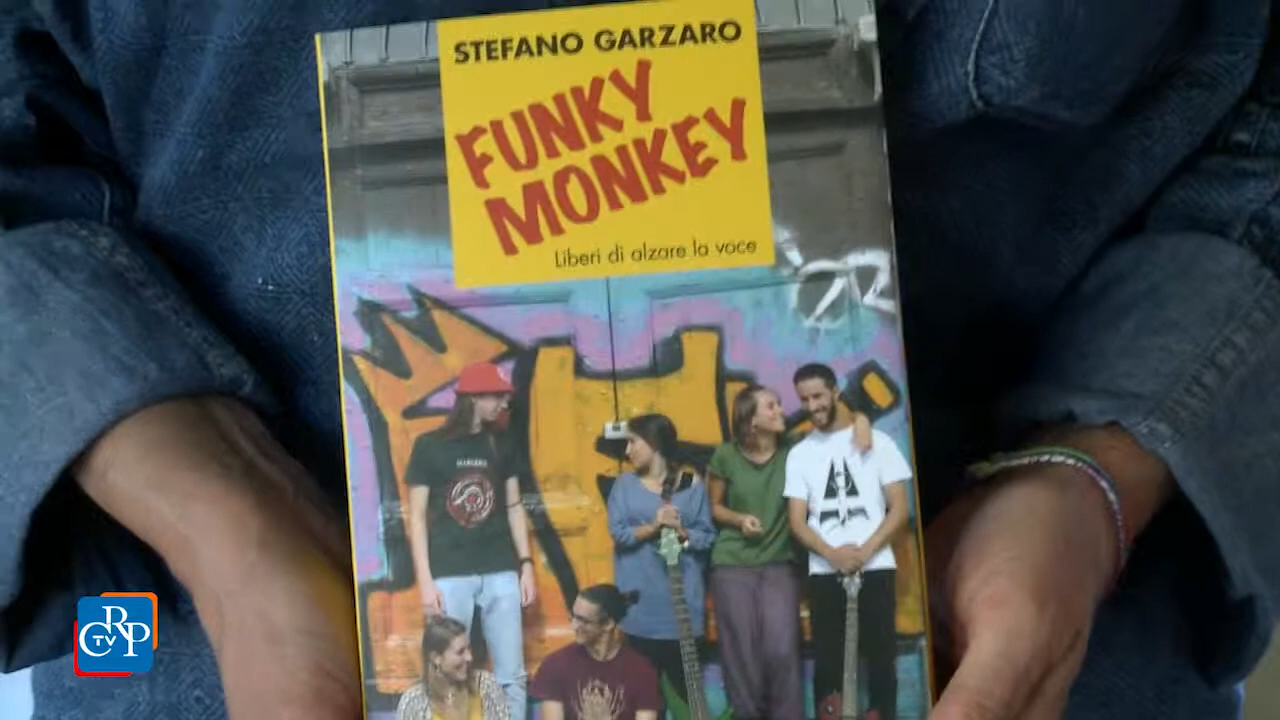 STEFANO GARZARO
FUNKY
MONKEY
Liberi di alzare la voce
CRP
TV